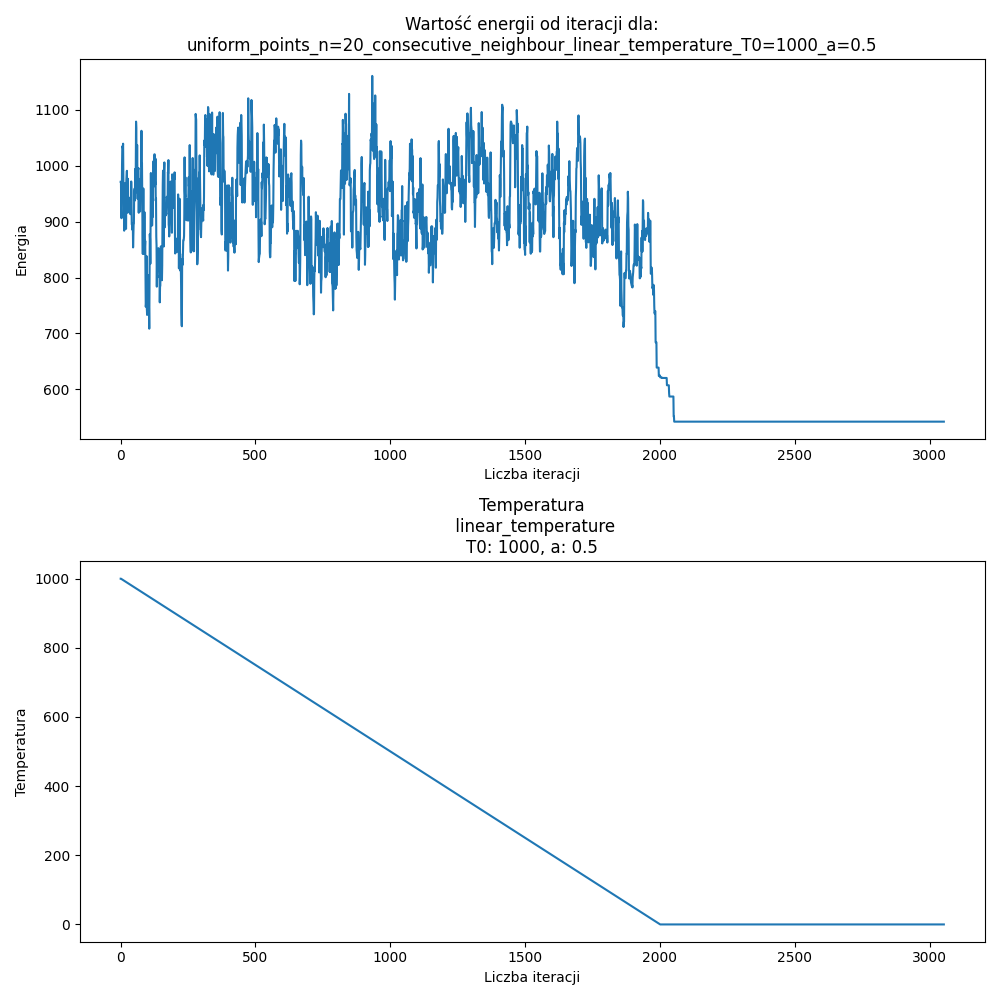 Wartość energii od iteracji dla:
uniform_points_n=20_consecutive_neighbour_linear_temperature_T0=1000_a=0.5
1100
1000
900
800
700
600
Energia
0 500 1000 1500 2000 2500 3000
Liczba iteracji
Temperatura
linear_temperature
T0: 1000, a: 0.5
1000
800
600
400
200
0
Temperatura
0 500 1000 1500 2000 2500 3000
Liczba iteracji